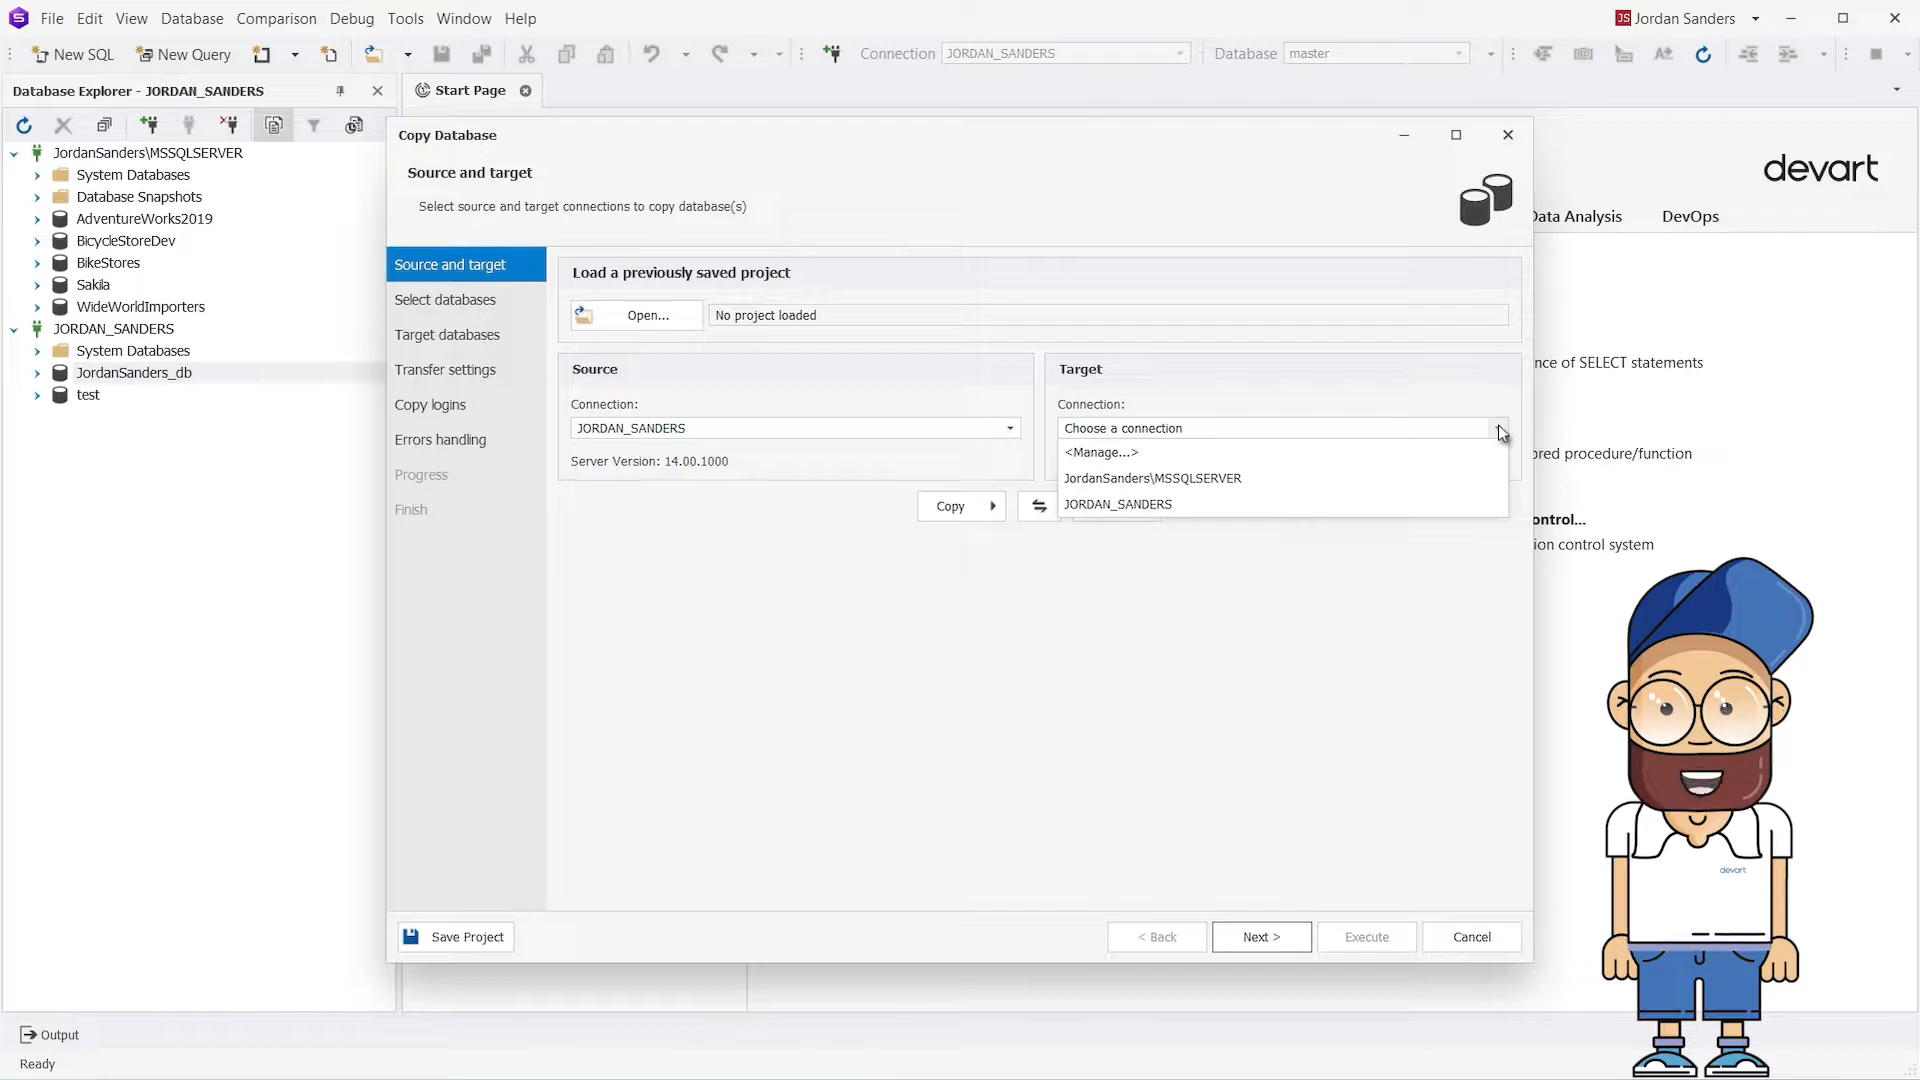 File Edit View Database Comparison Debug Tools Window Help
JS Jordan Sanders
New SQL New Query Connection JORDAN_SANDERS Database master
Database Explorer - JORDAN_SANDERS
Start Page
JordanSanders\MSSQLSERVER
System Databases
Database Snapshots
AdventureWorks2019
BicycleStoreDev
BikeStores
Sakila
WideWorldImporters
JORDAN_SANDERS
System Databases
JordanSanders_db
test
Copy Database
Source and target
Select source and target connections to copy database(s)
Source and target
Select databases
Target databases
Transfer settings
Copy logins
Errors handling
Progress
Finish
Load a previously saved project
Open... No project loaded
Source
Connection:
JORDAN_SANDERS
Server Version: 14.00.1000
Target
Connection:
Choose a connection
<Manage...>
JordanSanders\MSSQLSERVER
JORDAN_SANDERS
Copy
Save Project < Back Next > Execute Cancel
devart
Data Analysis DevOps
nce of SELECT statements
ored procedure/function
ontrol...
ion control system
devart
Output
Ready